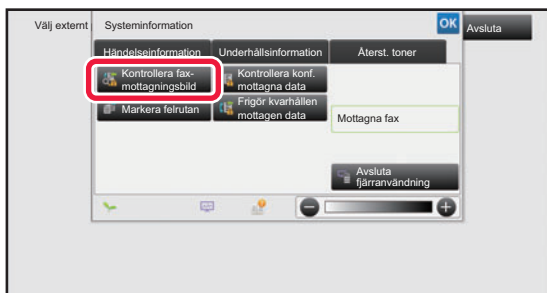 Välj externt
Systeminformation
OK
Avsluta
Händelseinformation
Underhållsinformation
Återst. toner
Kontrollera fax-
mottagningsbild
Kontrollera konf.
mottagna data
Markera felrutan
Frigör kvarhållen
mottagen data
Mottagna fax
Avsluta
fjärranvändning